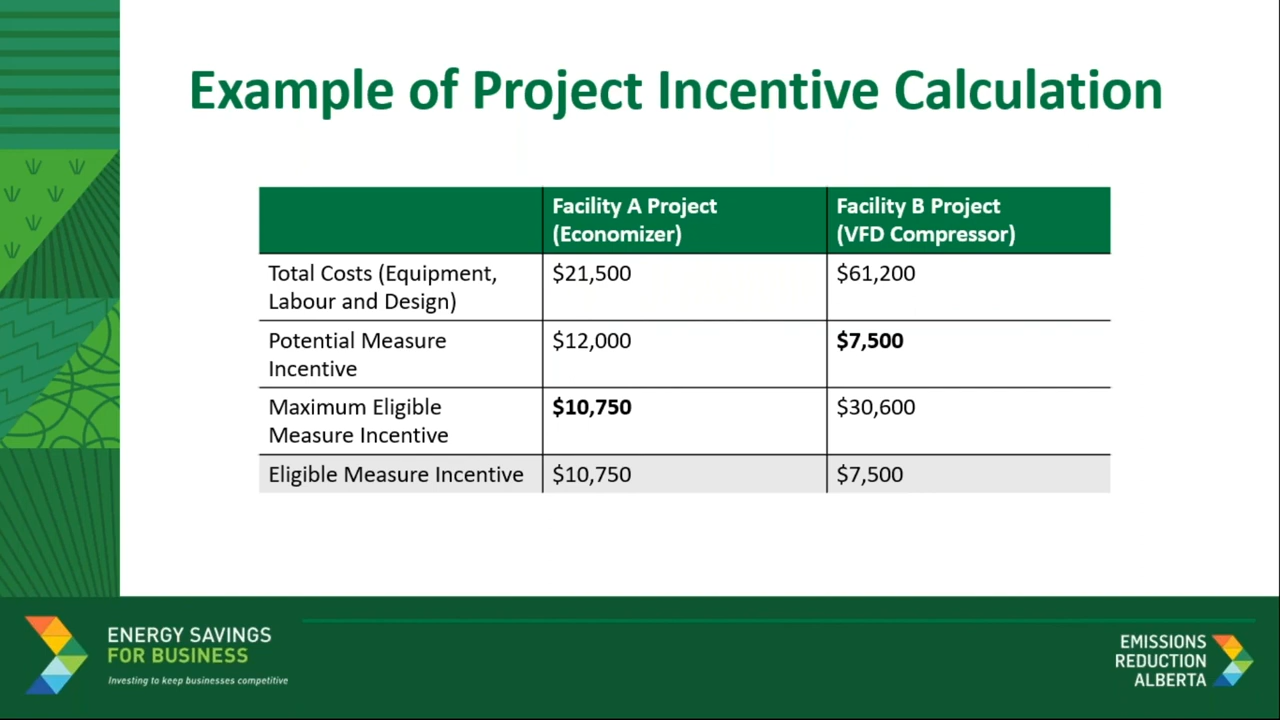 Example of Project Incentive Calculation
Facility A Project
(Economizer)
Facility B Project
(VFD Compressor)
Total Costs (Equipment,
Labour and Design)
$21,500
$61,200
Potential Measure
Incentive
$12,000
$7,500
Maximum Eligible
Measure Incentive
$10,750
$30,600
Eligible Measure Incentive
$10,750
$7,500
ENERGY SAVINGS
FOR BUSINESS
Investing to keep businesses competitive
EMISSIONS
REDUCTION
ALBERTA